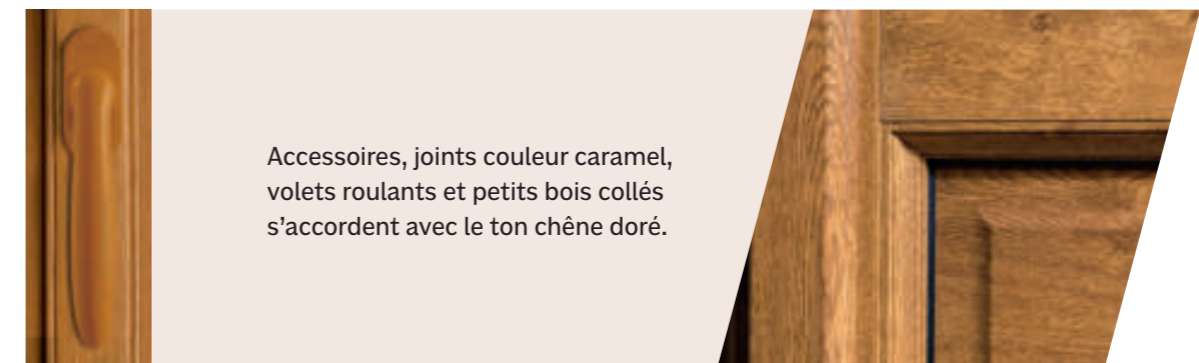 Accessoires, joints couleur caramel,
volets roulants et petits bois collés
s’accordent avec le ton chêne doré.